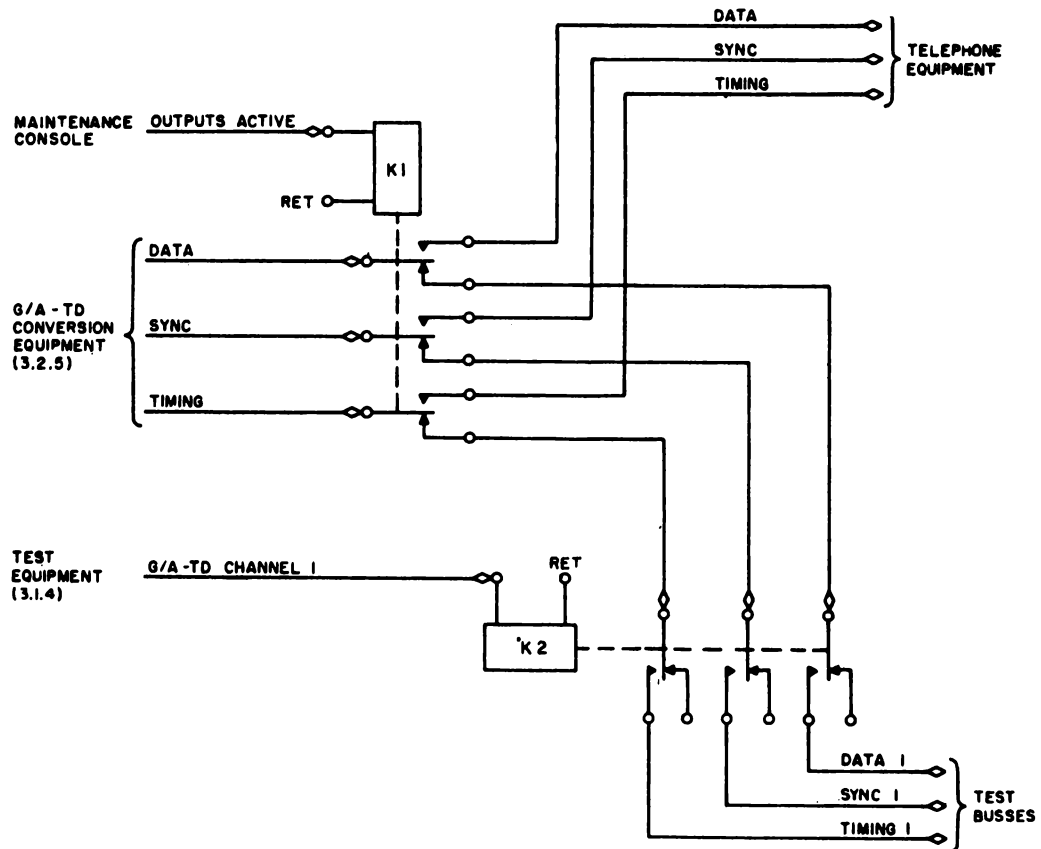 DATA
SYNC
TIMING
TELEPHONE
EQUIPMENT
MAINTENANCE
CONSOLE
OUTPUTS ACTIVE
K1
RET
DATA
G/A - TD
CONVERSION
EQUIPMENT
(3.2.5)
SYNC
TIMING
TEST
EQUIPMENT
(3.1.4)
G/A - TD CHANNEL 1
RET
K2
DATA 1
SYNC 1
TIMING 1
TEST
BUSSES